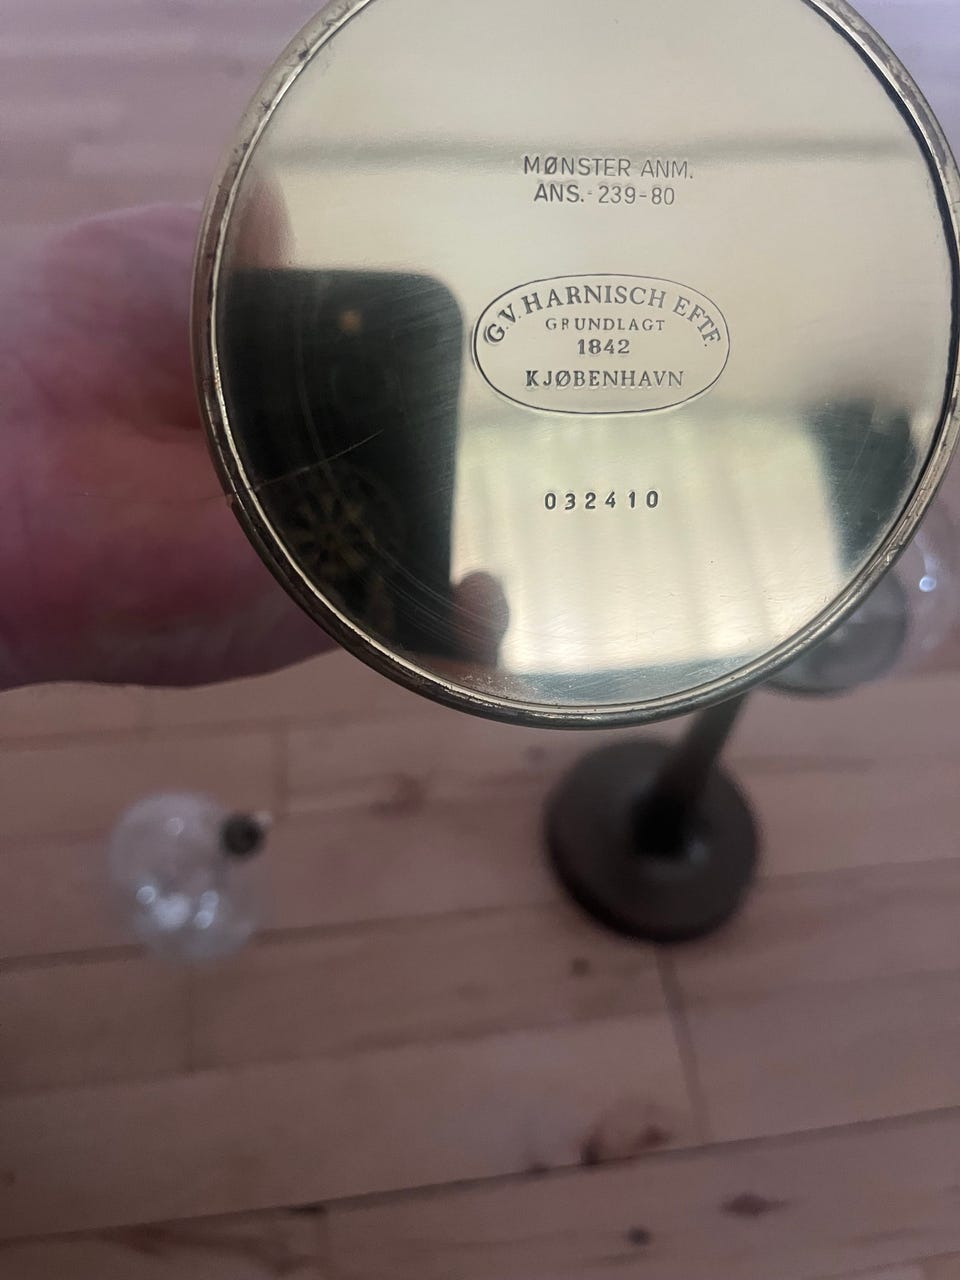 MØNSTER ANM.
ANS.-239-80
G.V. HARNISCH EFTF.
GRUNDLAGT
1842
KJØBENHAVN
032410